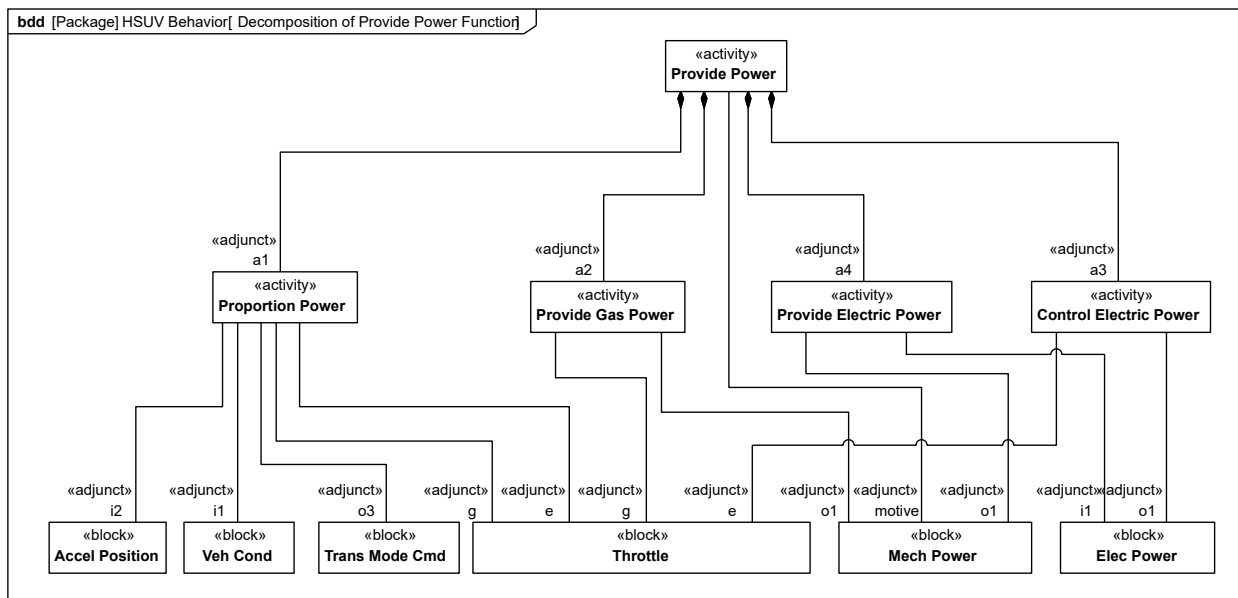 bdd [Package] HSUV Behavior[ Decomposition of Provide Power Function]
«activity»
Provide Power
«adjunct»
a1
«adjunct»
a2
«adjunct»
a4
«adjunct»
a3
«activity»
Proportion Power
«activity»
Provide Gas Power
«activity»
Provide Electric Power
«activity»
Control Electric Power
«adjunct»
i2
«adjunct»
i1
«adjunct»
o3
«adjunct»
g
«adjunct»
e
«adjunct»
g
«adjunct»
e
«adjunct»
o1
«adjunct»
motive
«adjunct»
o1
«adjunct»
i1
«adjunct»
o1
«block»
Accel Position
«block»
Veh Cond
«block»
Trans Mode Cmd
«block»
Throttle
«block»
Mech Power
«block»
Elec Power